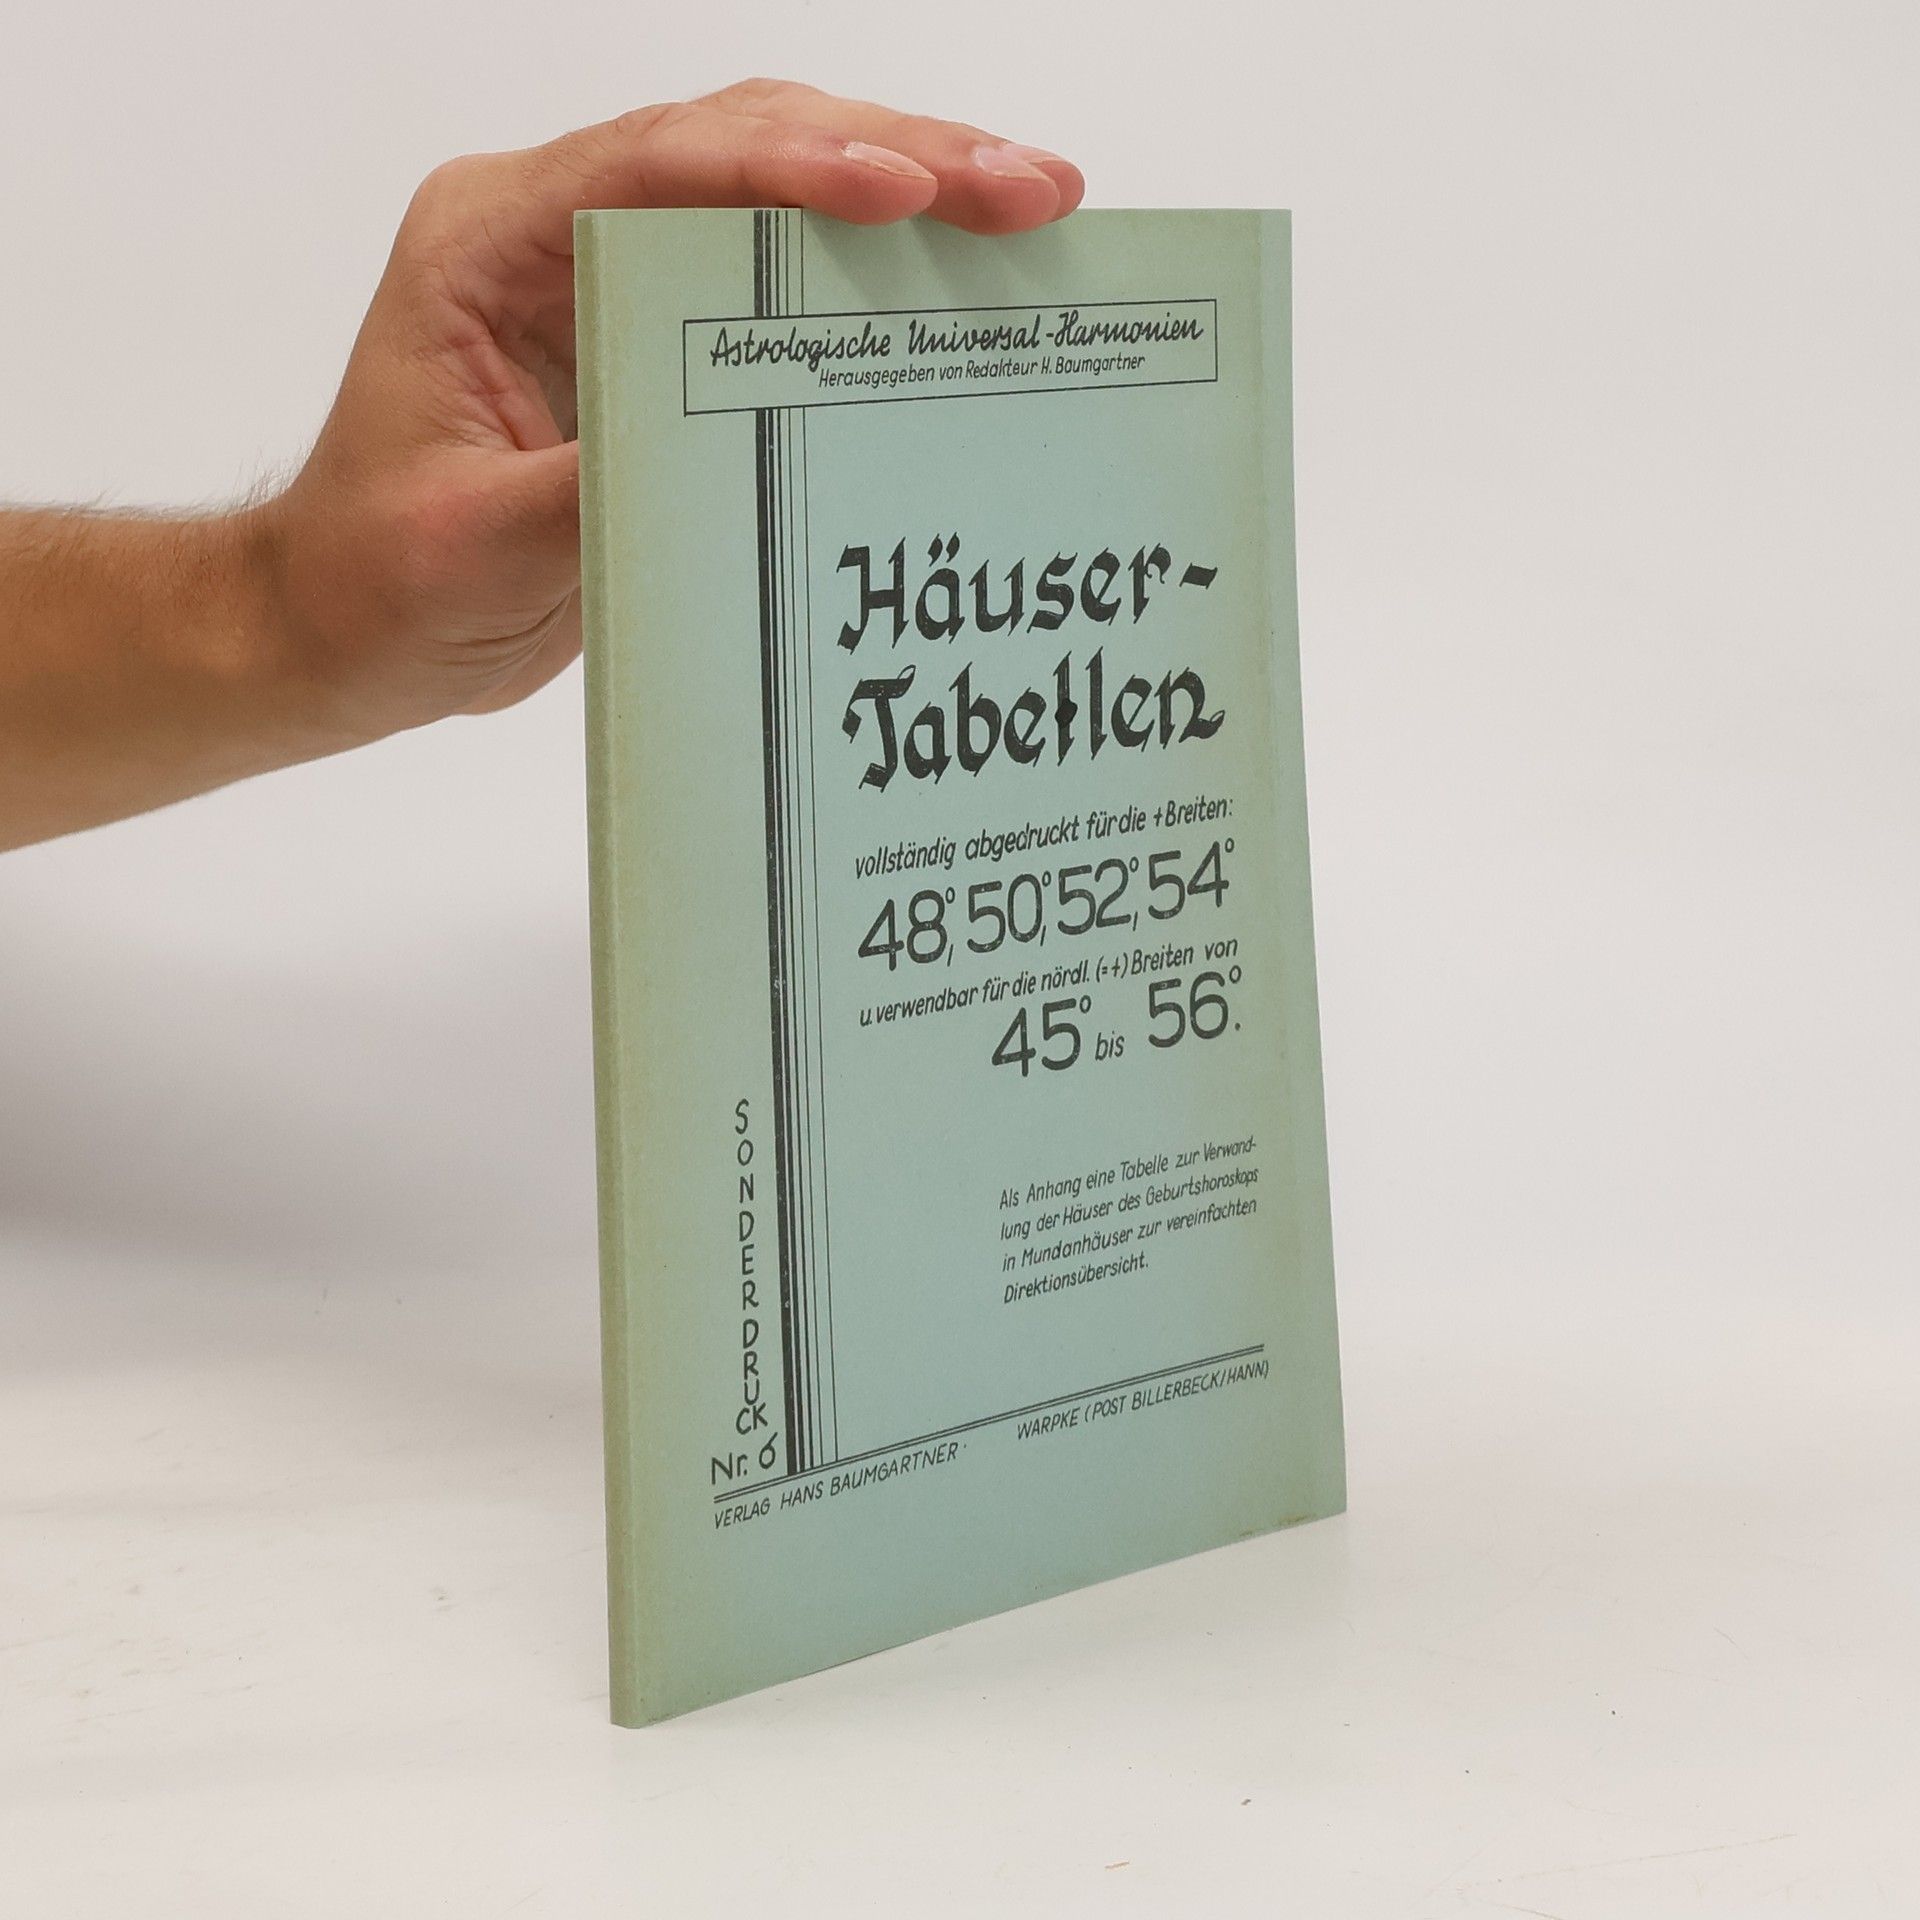 Astrologische Universal-Harmonien
Herausgegeben von Redakteur H. Baumgartner
Häuser-
Tabellen
vollständig abgedruckt für die + Breiten:
48°, 50°, 52°, 54°
u. verwendbar für die nördl. (=+) Breiten von
45° bis 56°.
Als Anhang eine Tabelle zur Verwand-
lung der Häuser des Geburtshoroskops
in Mundanhäuser zur vereinfachten
Direktionsübersicht.
SONDERDRUCK
Nr. 6
VERLAG HANS BAUMGARTNER · WARPKE (POST BILLERBECK/HANN)